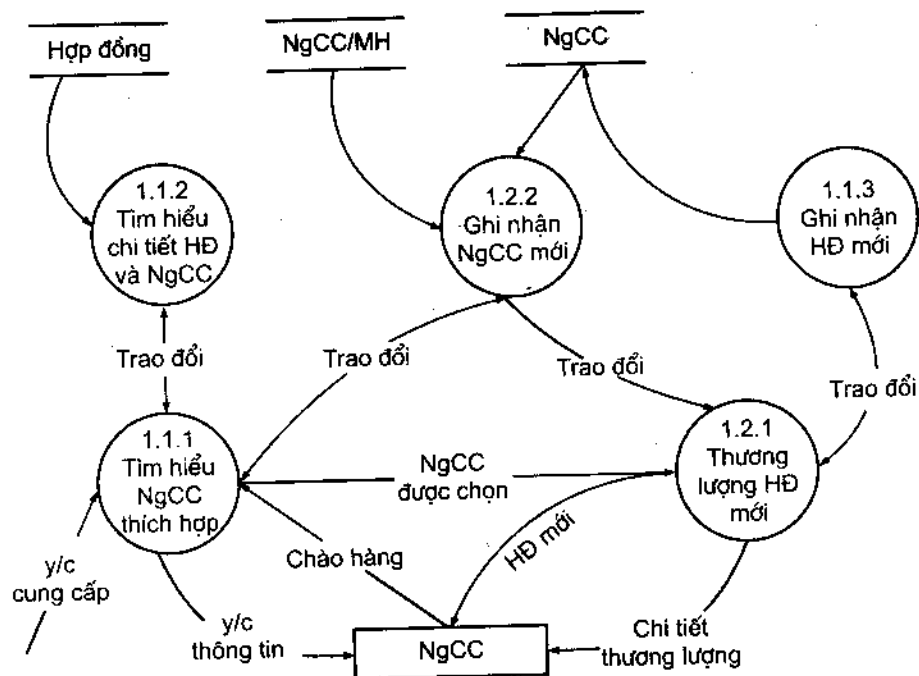 Hợp đồng
NgCC/MH
NgCC
1.1.2
Tìm hiểu
chi tiết HĐ
và NgCC
1.2.2
Ghi nhận
NgCC mới
1.1.3
Ghi nhận
HĐ mới
Trao đổi
Trao đổi
Trao đổi
Trao đổi
1.1.1
Tìm hiểu
NgCC
thích hợp
NgCC
được chọn
1.2.1
Thương
lượng HĐ
mới
y/c
cung cấp
Chào hàng
HĐ mới
y/c
thông tin
NgCC
Chi tiết
thương lượng